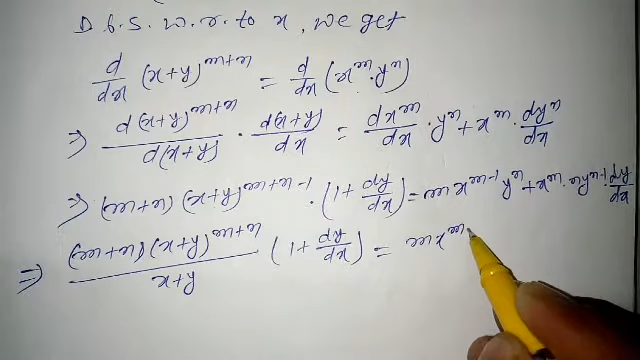 D.b.s. w.r. to x, we get
d/dx (x+y)^{m+n} = d/dx (x^m . y^n)
⇒ d(x+y)^{m+n}/d(x+y) . d(x+y)/dx = dx^m/dx . y^n + x^m . dy^n/dx
⇒ (m+n) (x+y)^{m+n-1} . (1 + dy/dx) = m x^{m-1} y^n + x^m . n y^{n-1} . dy/dx
⇒ (m+n)(x+y)^{m+n}/x+y (1 + dy/dx) = m x^m